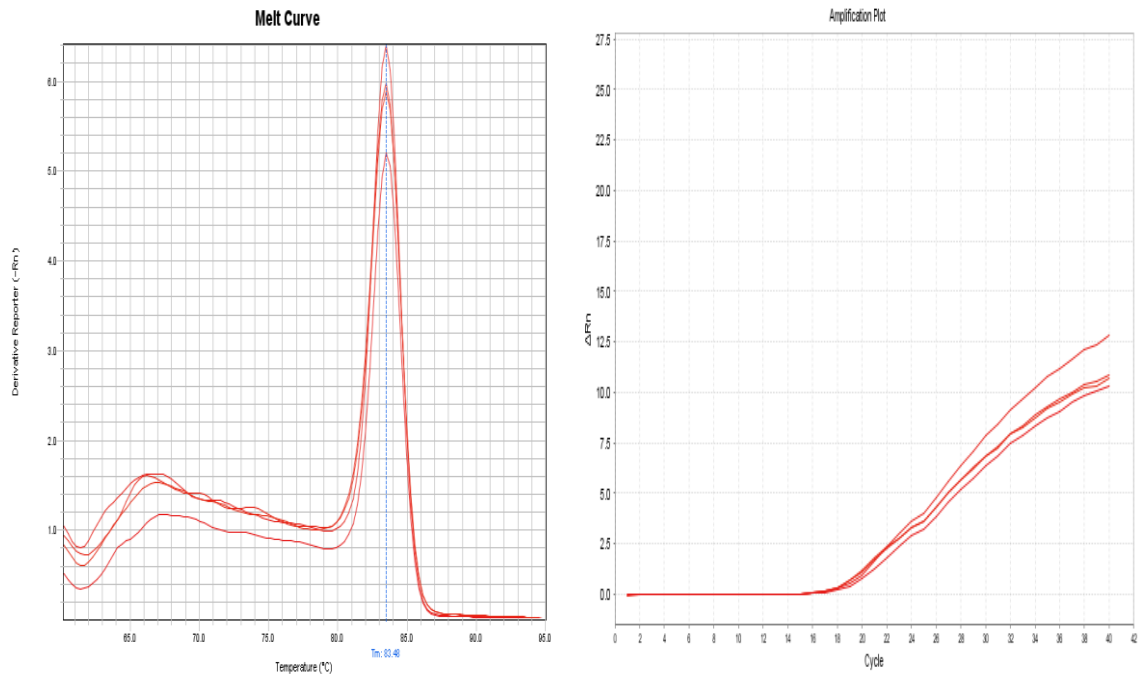 Melt Curve
Derivative Reporter (-Rn')
6.0
5.0
4.0
3.0
2.0
1.0
65.0 70.0 75.0 80.0 85.0 90.0 95.0
Tm: 83.48
Temperature (°C)
Amplification Plot
ΔRn
27.5
25.0
22.5
20.0
17.5
15.0
12.5
10.0
7.5
5.0
2.5
0.0
0 2 4 6 8 10 12 14 16 18 20 22 24 26 28 30 32 34 36 38 40 42
Cycle